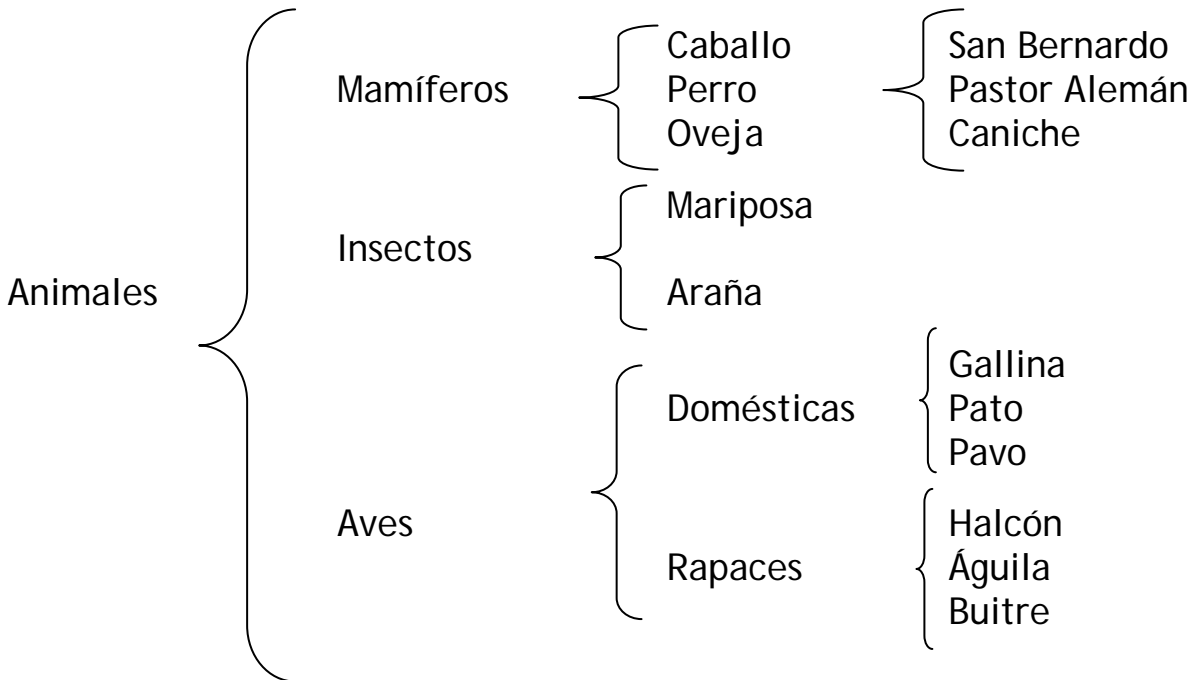 Animales
Mamíferos
Caballo
Perro
Oveja
San Bernardo
Pastor Alemán
Caniche
Insectos
Mariposa
Araña
Aves
Domésticas
Gallina
Pato
Pavo
Rapaces
Halcón
Águila
Buitre